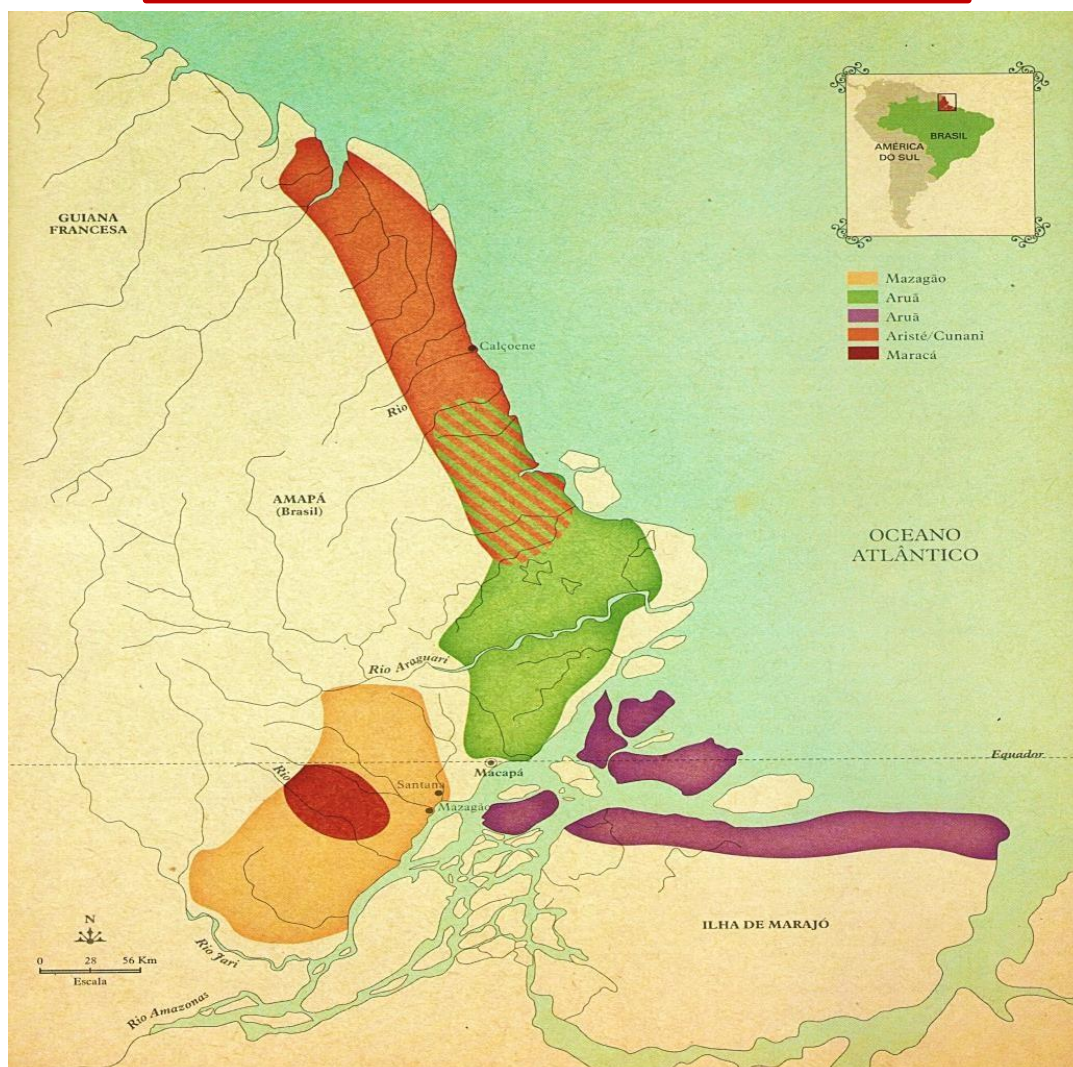 BRASIL
AMÉRICA
DO SUL
GUIANA
FRANCESA
Mazagão
Aruã
Aruã
Aristé/Cunani
Maracá
Calçoene
Rio
AMAPÁ
(Brasil)
OCEANO
ATLÂNTICO
Rio Araguari
Equador
Rio
Macapá
Santana
Mazagão
ILHA DE MARAJÓ
N
0 28 56 Km
Escala
Rio Jari
Rio Amazonas